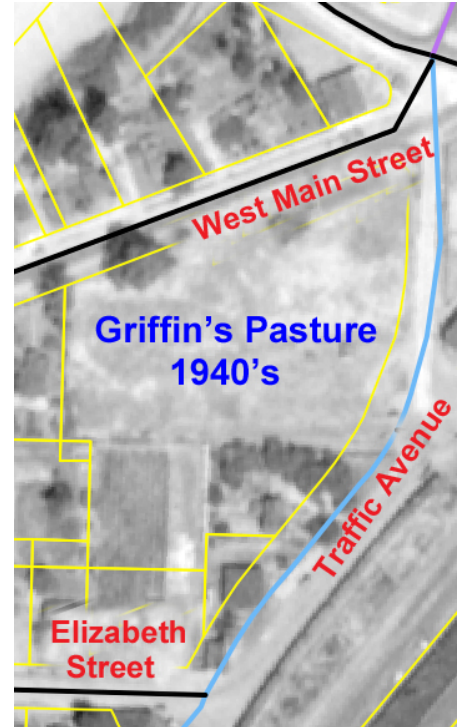 West Main Street
Griffin's Pasture
1940's
Traffic Avenue
Elizabeth
Street